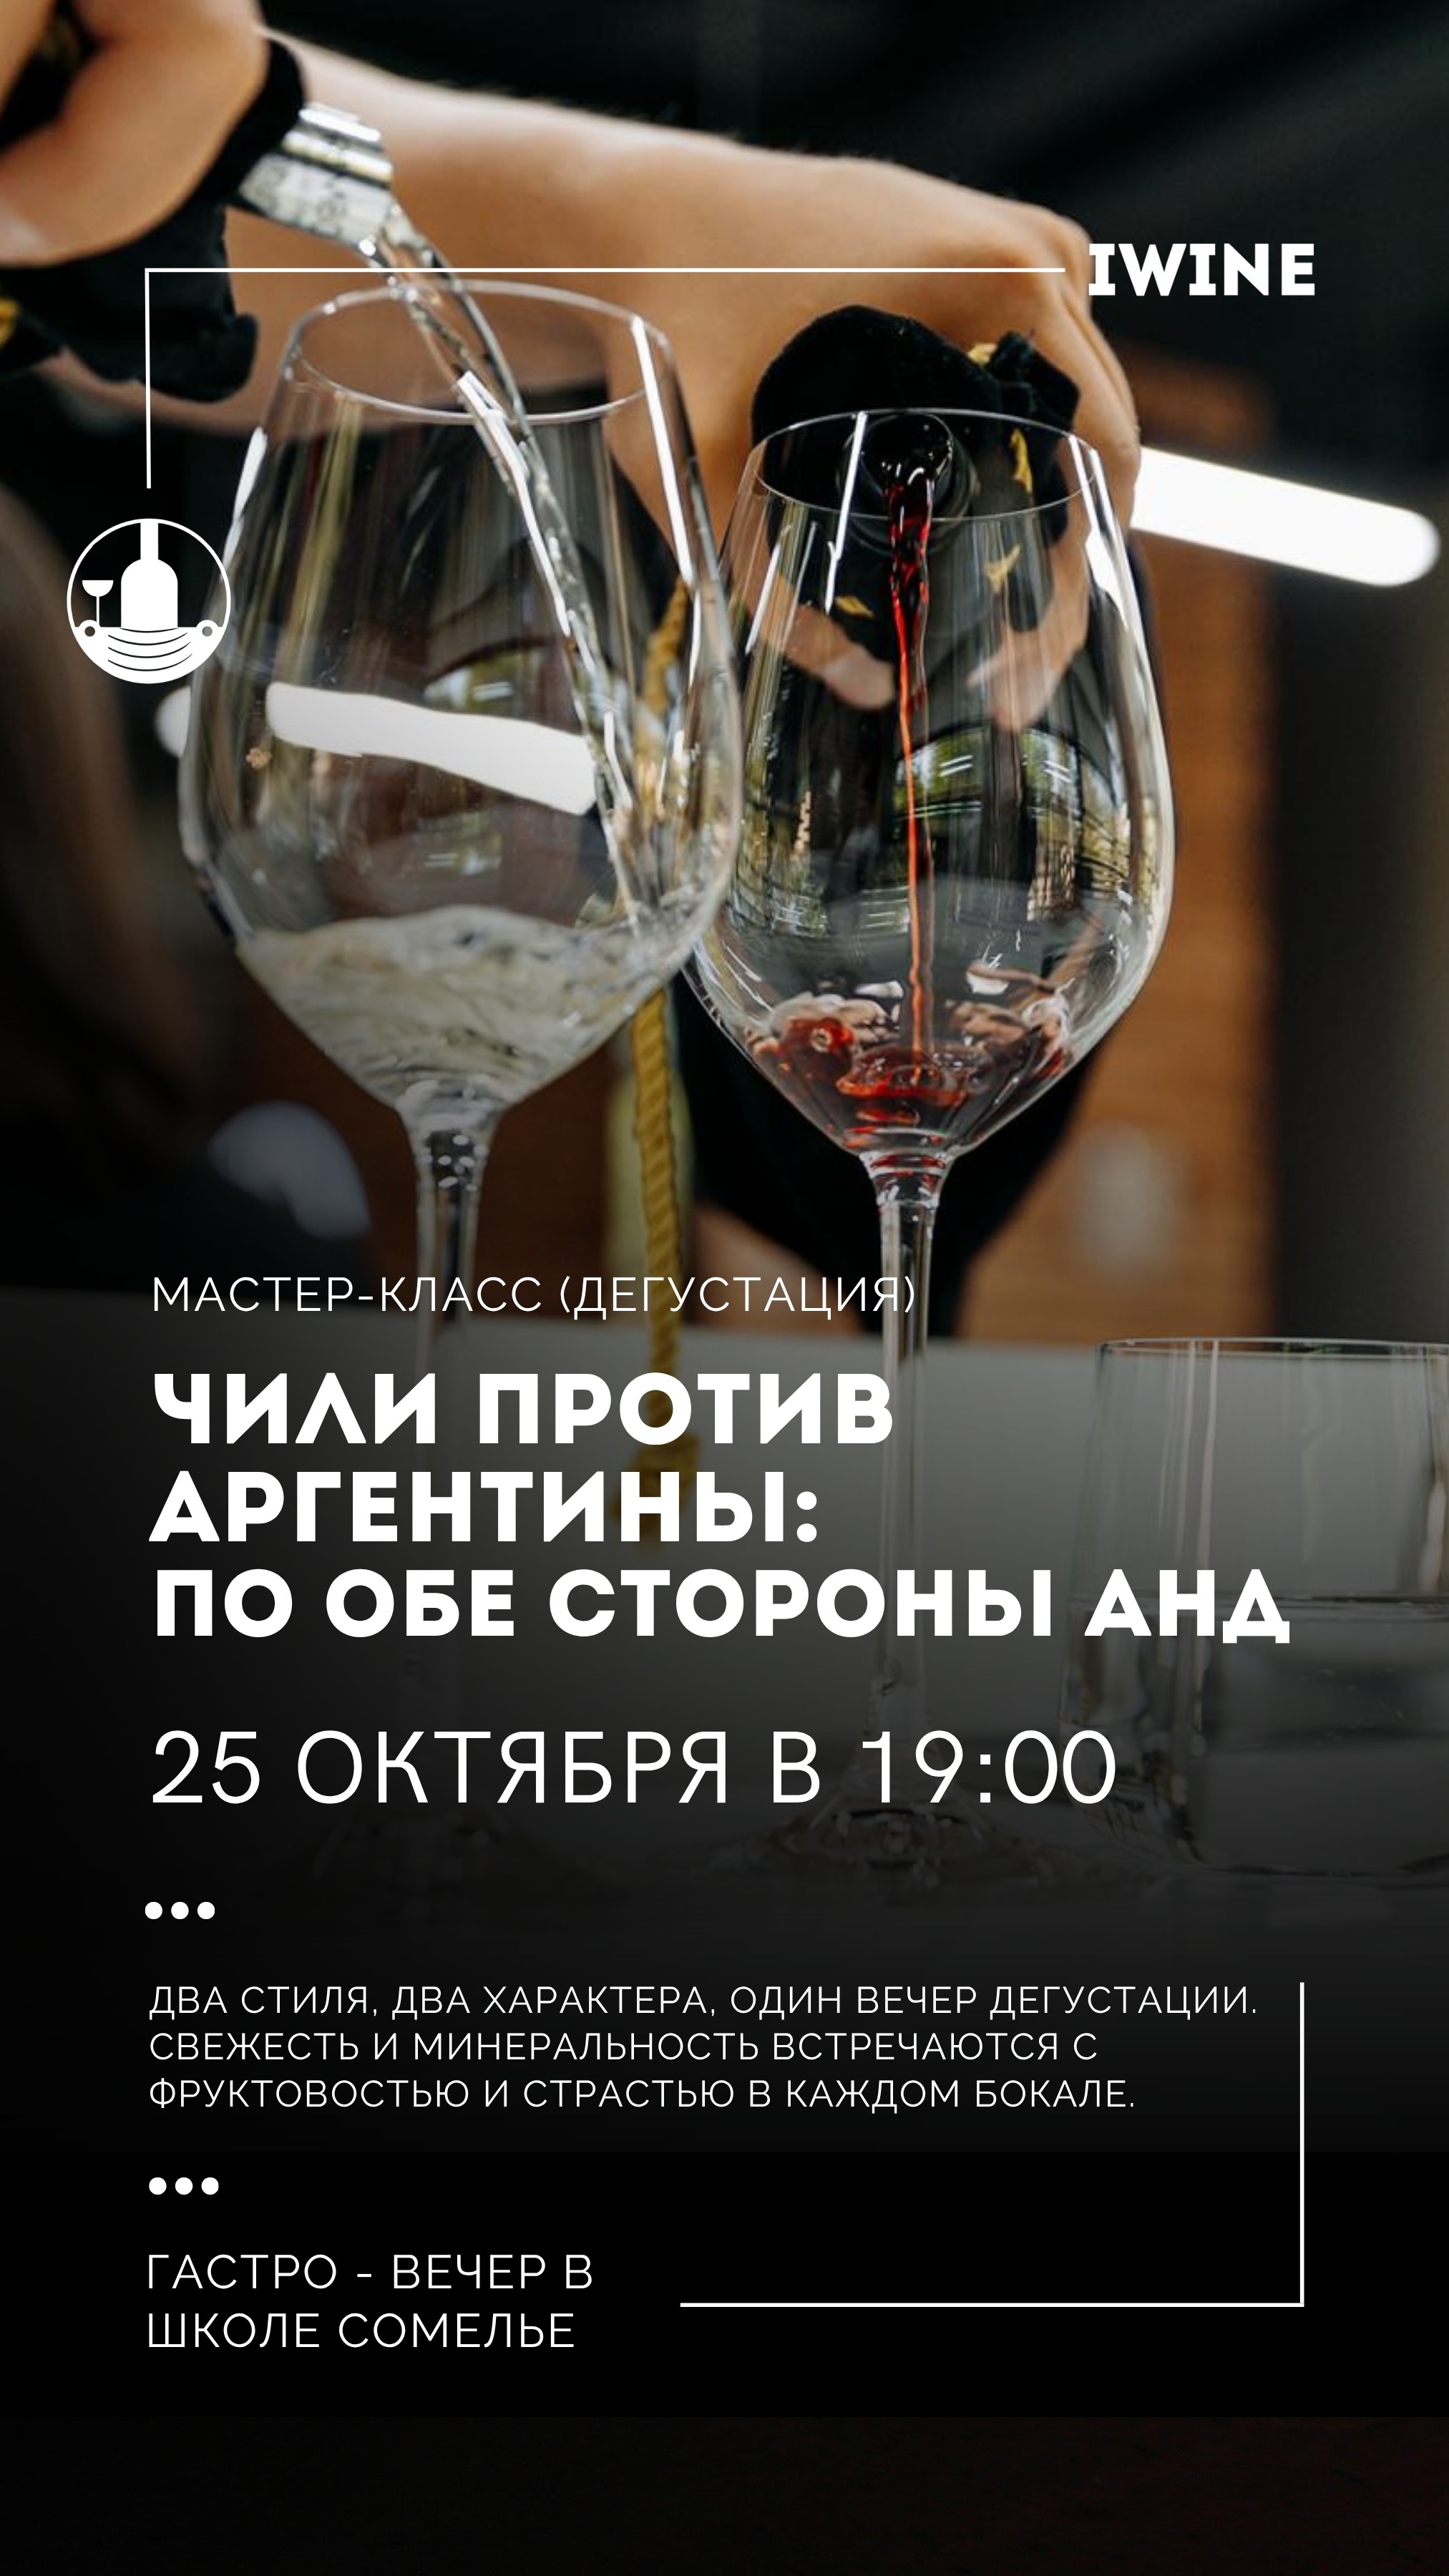 IWINE
МАСТЕР-КЛАСС (ДЕГУСТАЦИЯ)
ЧИЛИ ПРОТИВ
АРГЕНТИНЫ:
ПО ОБЕ СТОРОНЫ АНД
25 ОКТЯБРЯ В 19:00
ДВА СТИЛЯ, ДВА ХАРАКТЕРА, ОДИН ВЕЧЕР ДЕГУСТАЦИИ.
СВЕЖЕСТЬ И МИНЕРАЛЬНОСТЬ ВСТРЕЧАЮТСЯ С
ФРУКТОВОСТЬЮ И СТРАСТЬЮ В КАЖДОМ БОКАЛЕ.
ГАСТРО - ВЕЧЕР В
ШКОЛЕ СОМЕЛЬЕ